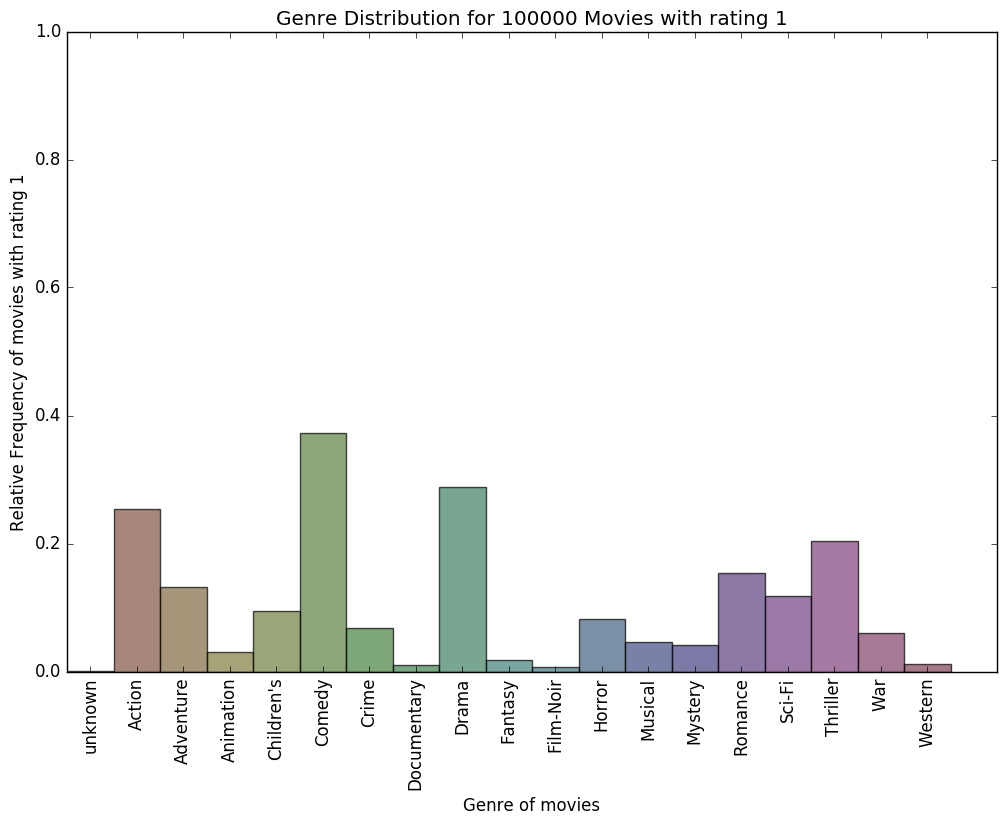 Genre Distribution for 100000 Movies with rating 1
Relative Frequency of movies with rating 1
1.0
0.8
0.6
0.4
0.2
0.0
unknown
Action
Adventure
Animation
Children's
Comedy
Crime
Documentary
Drama
Fantasy
Film-Noir
Horror
Musical
Mystery
Romance
Sci-Fi
Thriller
War
Western
Genre of movies